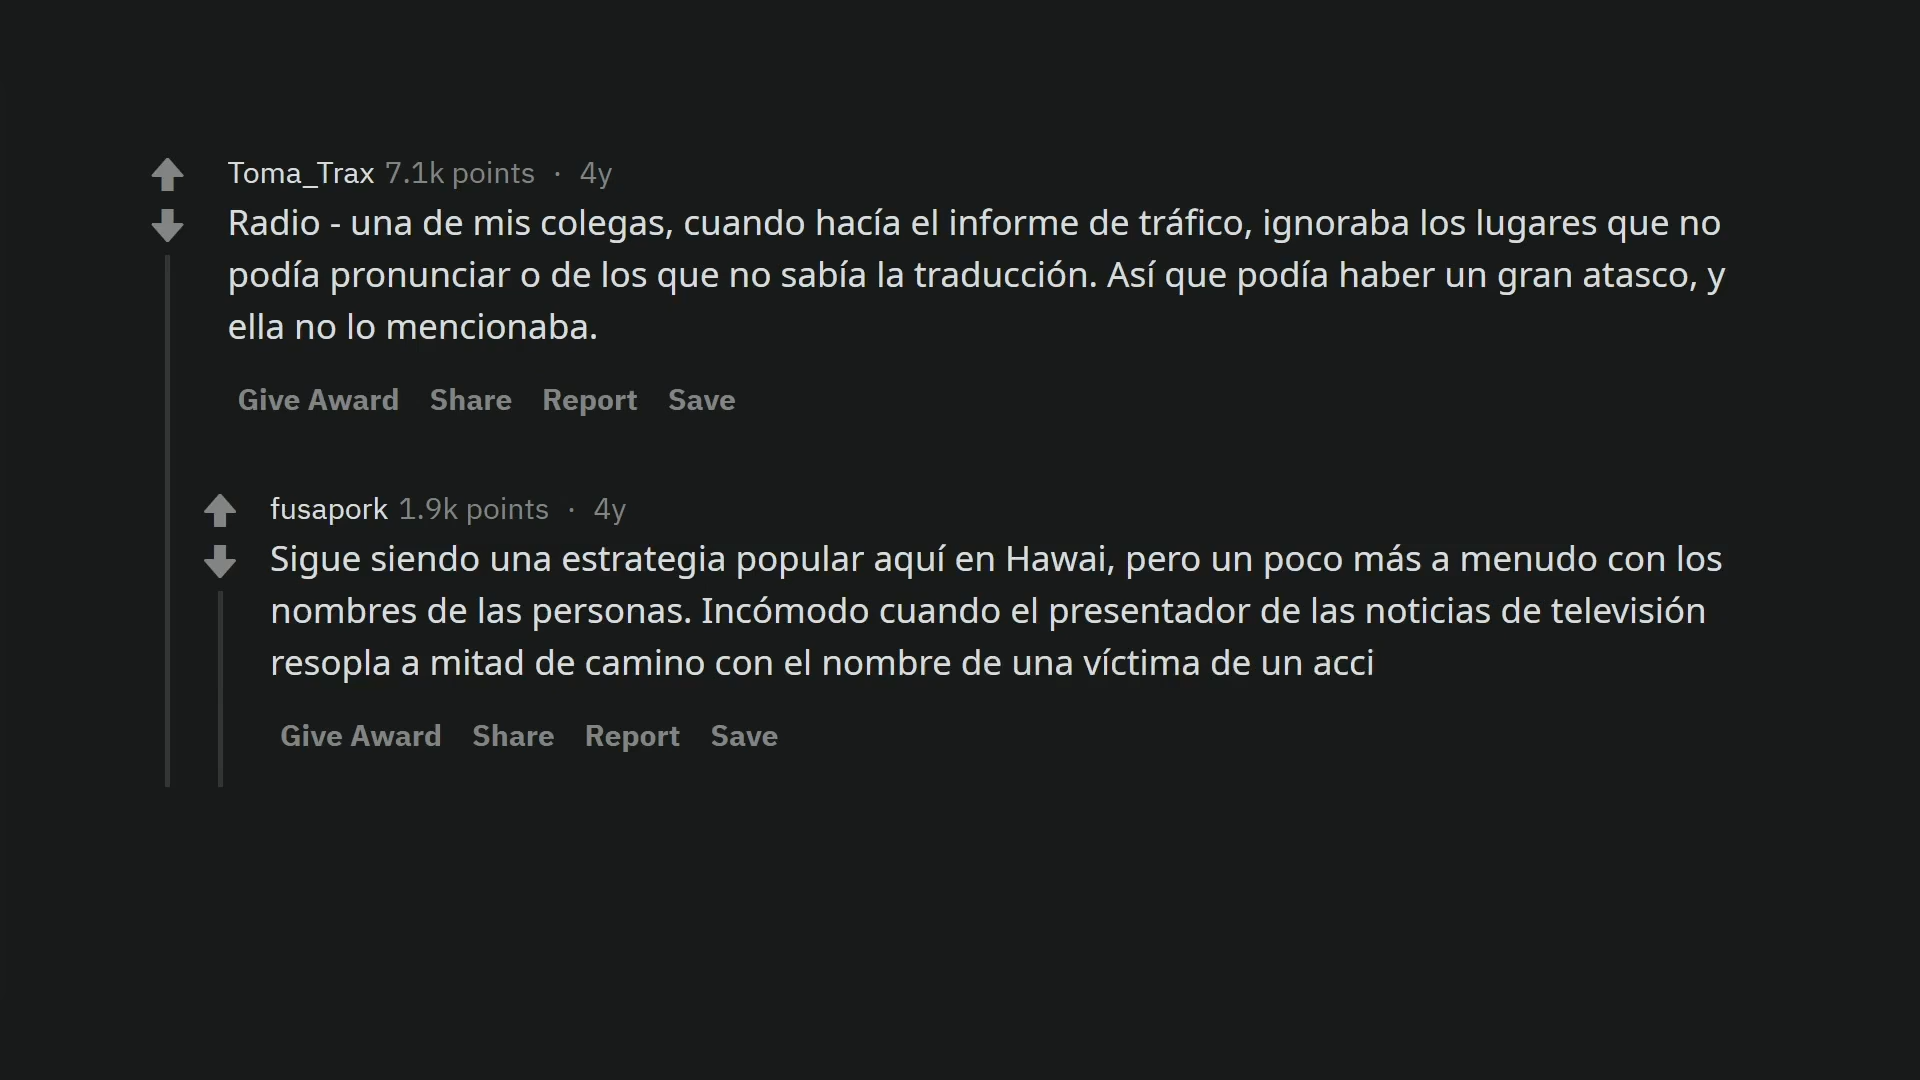 Toma_Trax 7.1k points · 4y
Radio - una de mis colegas, cuando hacía el informe de tráfico, ignoraba los lugares que no
podía pronunciar o de los que no sabía la traducción. Así que podía haber un gran atasco, y
ella no lo mencionaba.
Give Award Share Report Save
fusapork 1.9k points · 4y
Sigue siendo una estrategia popular aquí en Hawai, pero un poco más a menudo con los
nombres de las personas. Incómodo cuando el presentador de las noticias de televisión
resopla a mitad de camino con el nombre de una víctima de un acci
Give Award Share Report Save